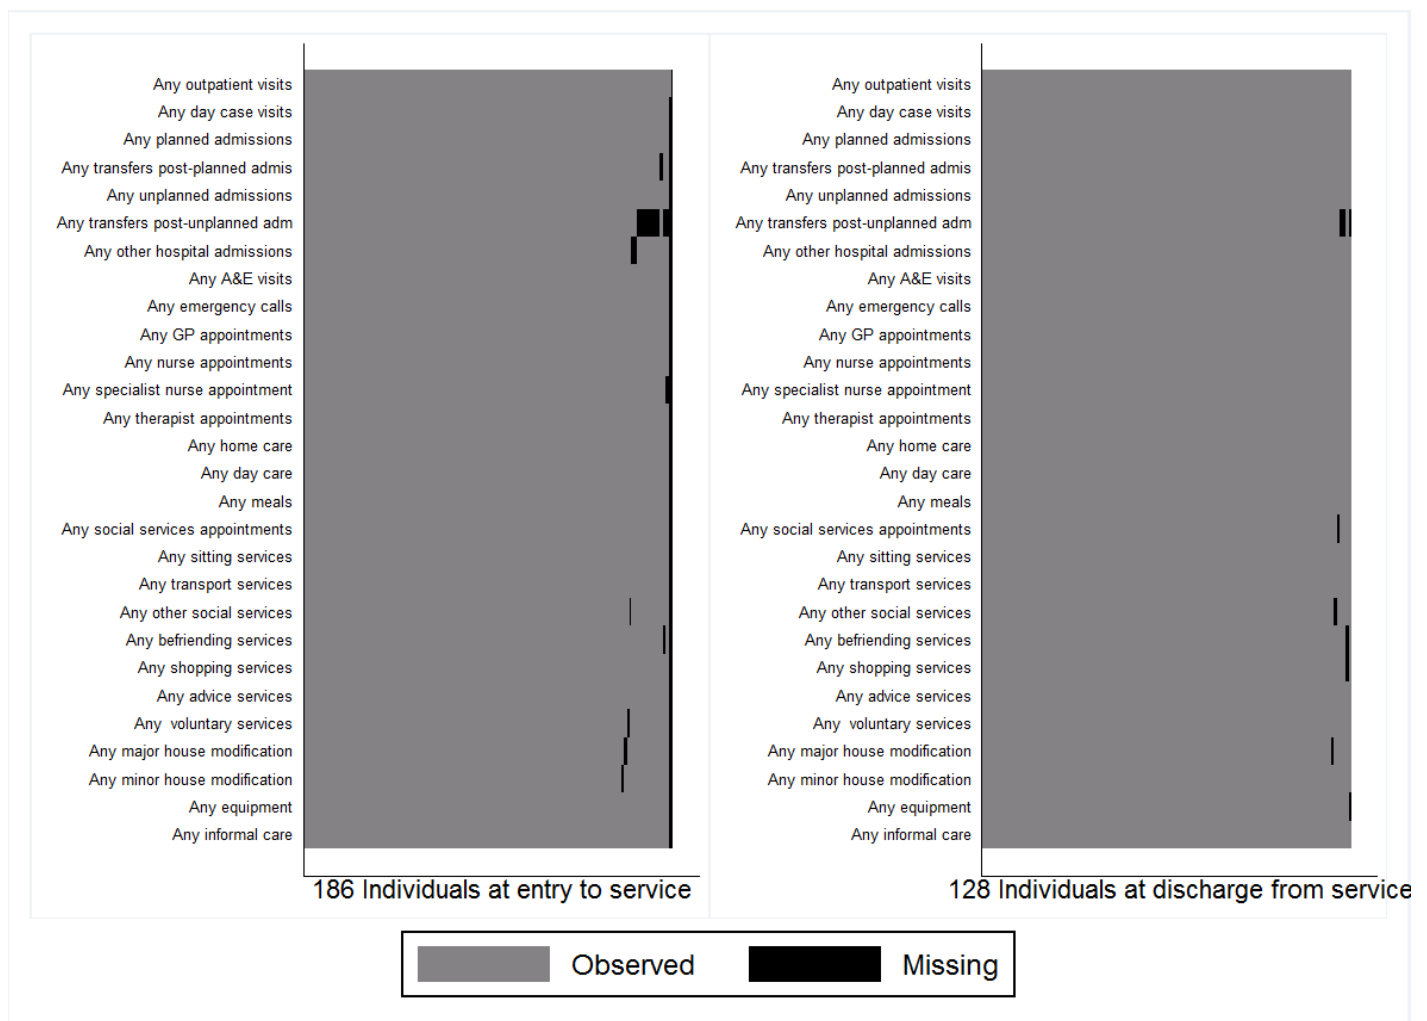 Any outpatient visits
Any day case visits
Any planned admissions
Any transfers post-planned admis
Any unplanned admissions
Any transfers post-unplanned adm
Any other hospital admissions
Any A&E visits
Any emergency calls
Any GP appointments
Any nurse appointments
Any specialist nurse appointment
Any therapist appointments
Any home care
Any day care
Any meals
Any social services appointments
Any sitting services
Any transport services
Any other social services
Any befriending services
Any shopping services
Any advice services
Any  voluntary services
Any major house modification
Any minor house modification
Any equipment
Any informal care
186 Individuals at entry to service
Any outpatient visits
Any day case visits
Any planned admissions
Any transfers post-planned admis
Any unplanned admissions
Any transfers post-unplanned adm
Any other hospital admissions
Any A&E visits
Any emergency calls
Any GP appointments
Any nurse appointments
Any specialist nurse appointment
Any therapist appointments
Any home care
Any day care
Any meals
Any social services appointments
Any sitting services
Any transport services
Any other social services
Any befriending services
Any shopping services
Any advice services
Any  voluntary services
Any major house modification
Any minor house modification
Any equipment
Any informal care
128 Individuals at discharge from service
Observed
Missing